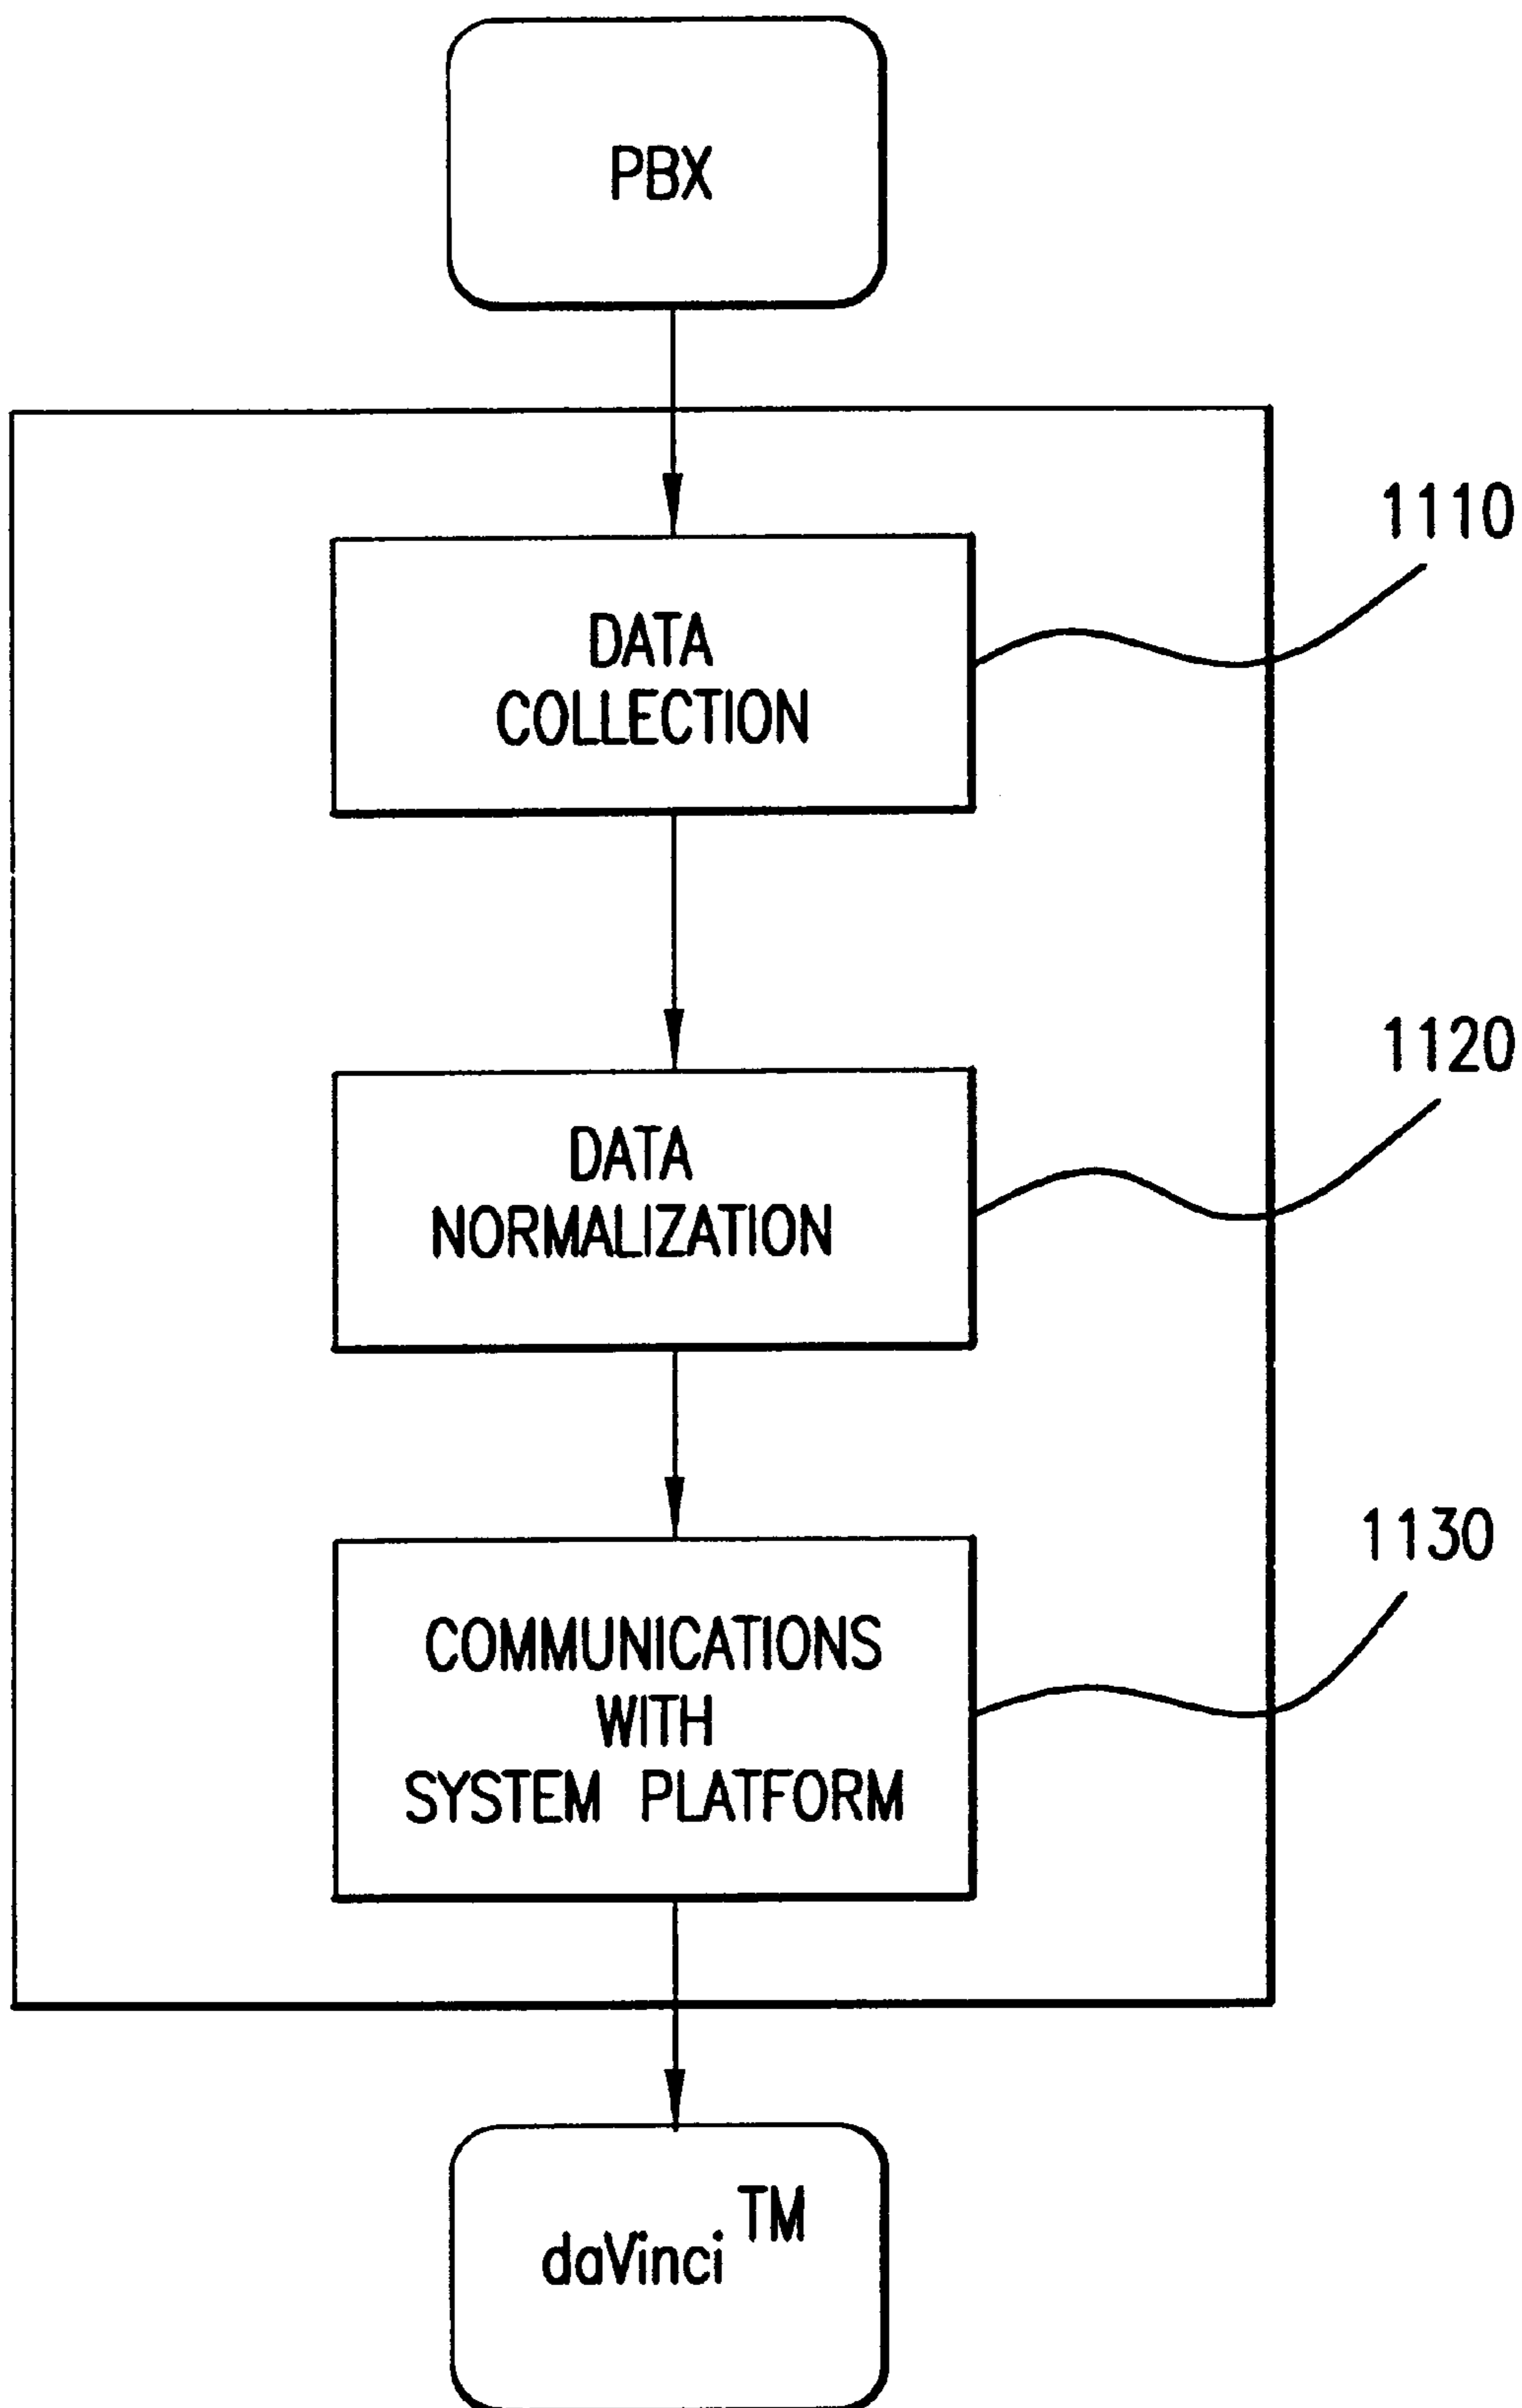 PBX
1110
DATA
COLLECTION
1120
DATA
NORMALIZATION
1130
COMMUNICATIONS
WITH
SYSTEM PLATFORM
daVinci TM